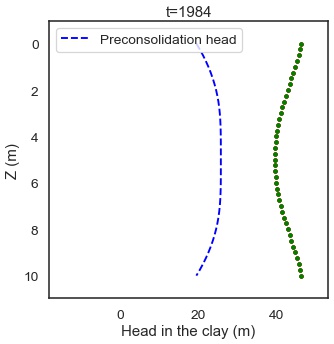 t=1984
Preconsolidation head
0
2
4
6
8
10
Z (m)
0 20 40
Head in the clay (m)